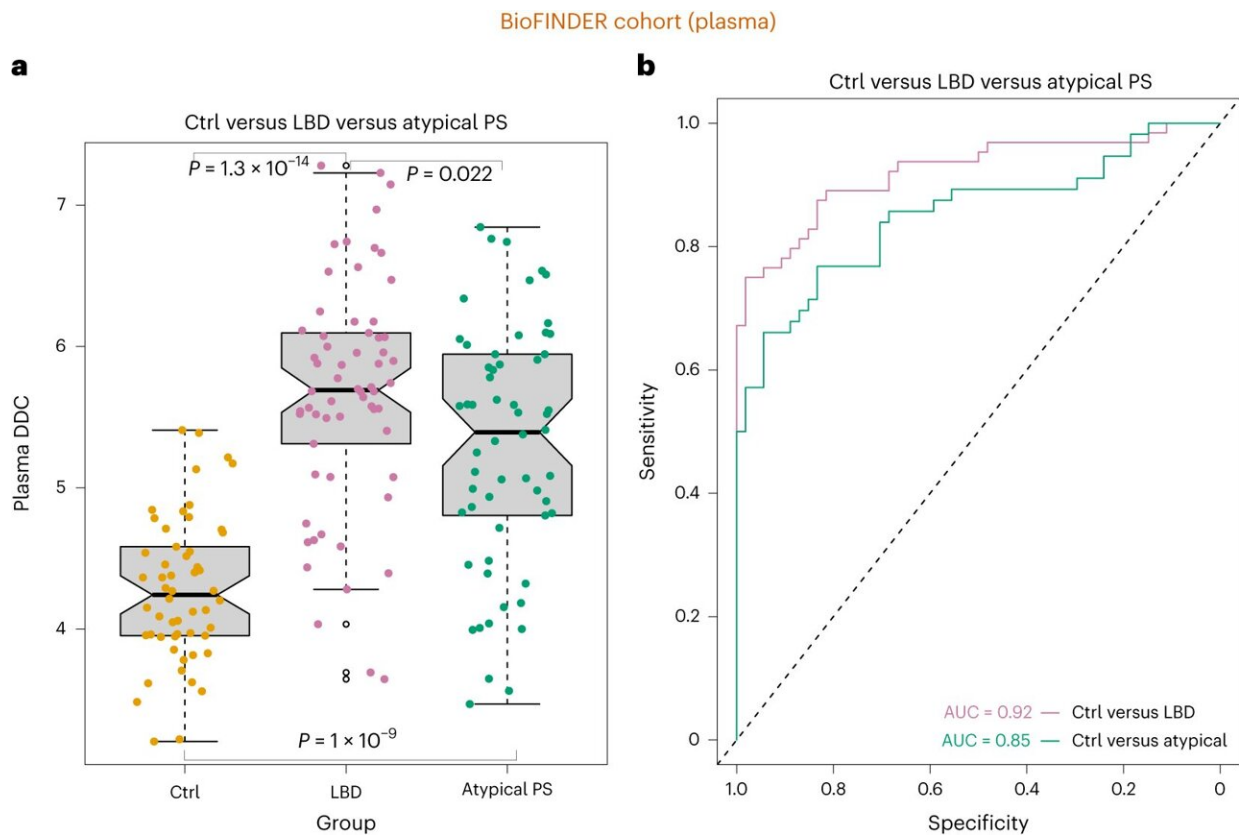 BioFINDER cohort (plasma)
a
Ctrl versus LBD versus atypical PS
P = 1.3 × 10⁻¹⁴
P = 0.022
7
6
5
4
Plasma DDC
P = 1 × 10⁻⁹
Ctrl
LBD
Atypical PS
Group
b
Ctrl versus LBD versus atypical PS
1.0
0.8
0.6
0.4
0.2
0
Sensitivity
AUC = 0.92 — Ctrl versus LBD
AUC = 0.85 — Ctrl versus atypical
1.0 0.8 0.6 0.4 0.2 0
Specificity